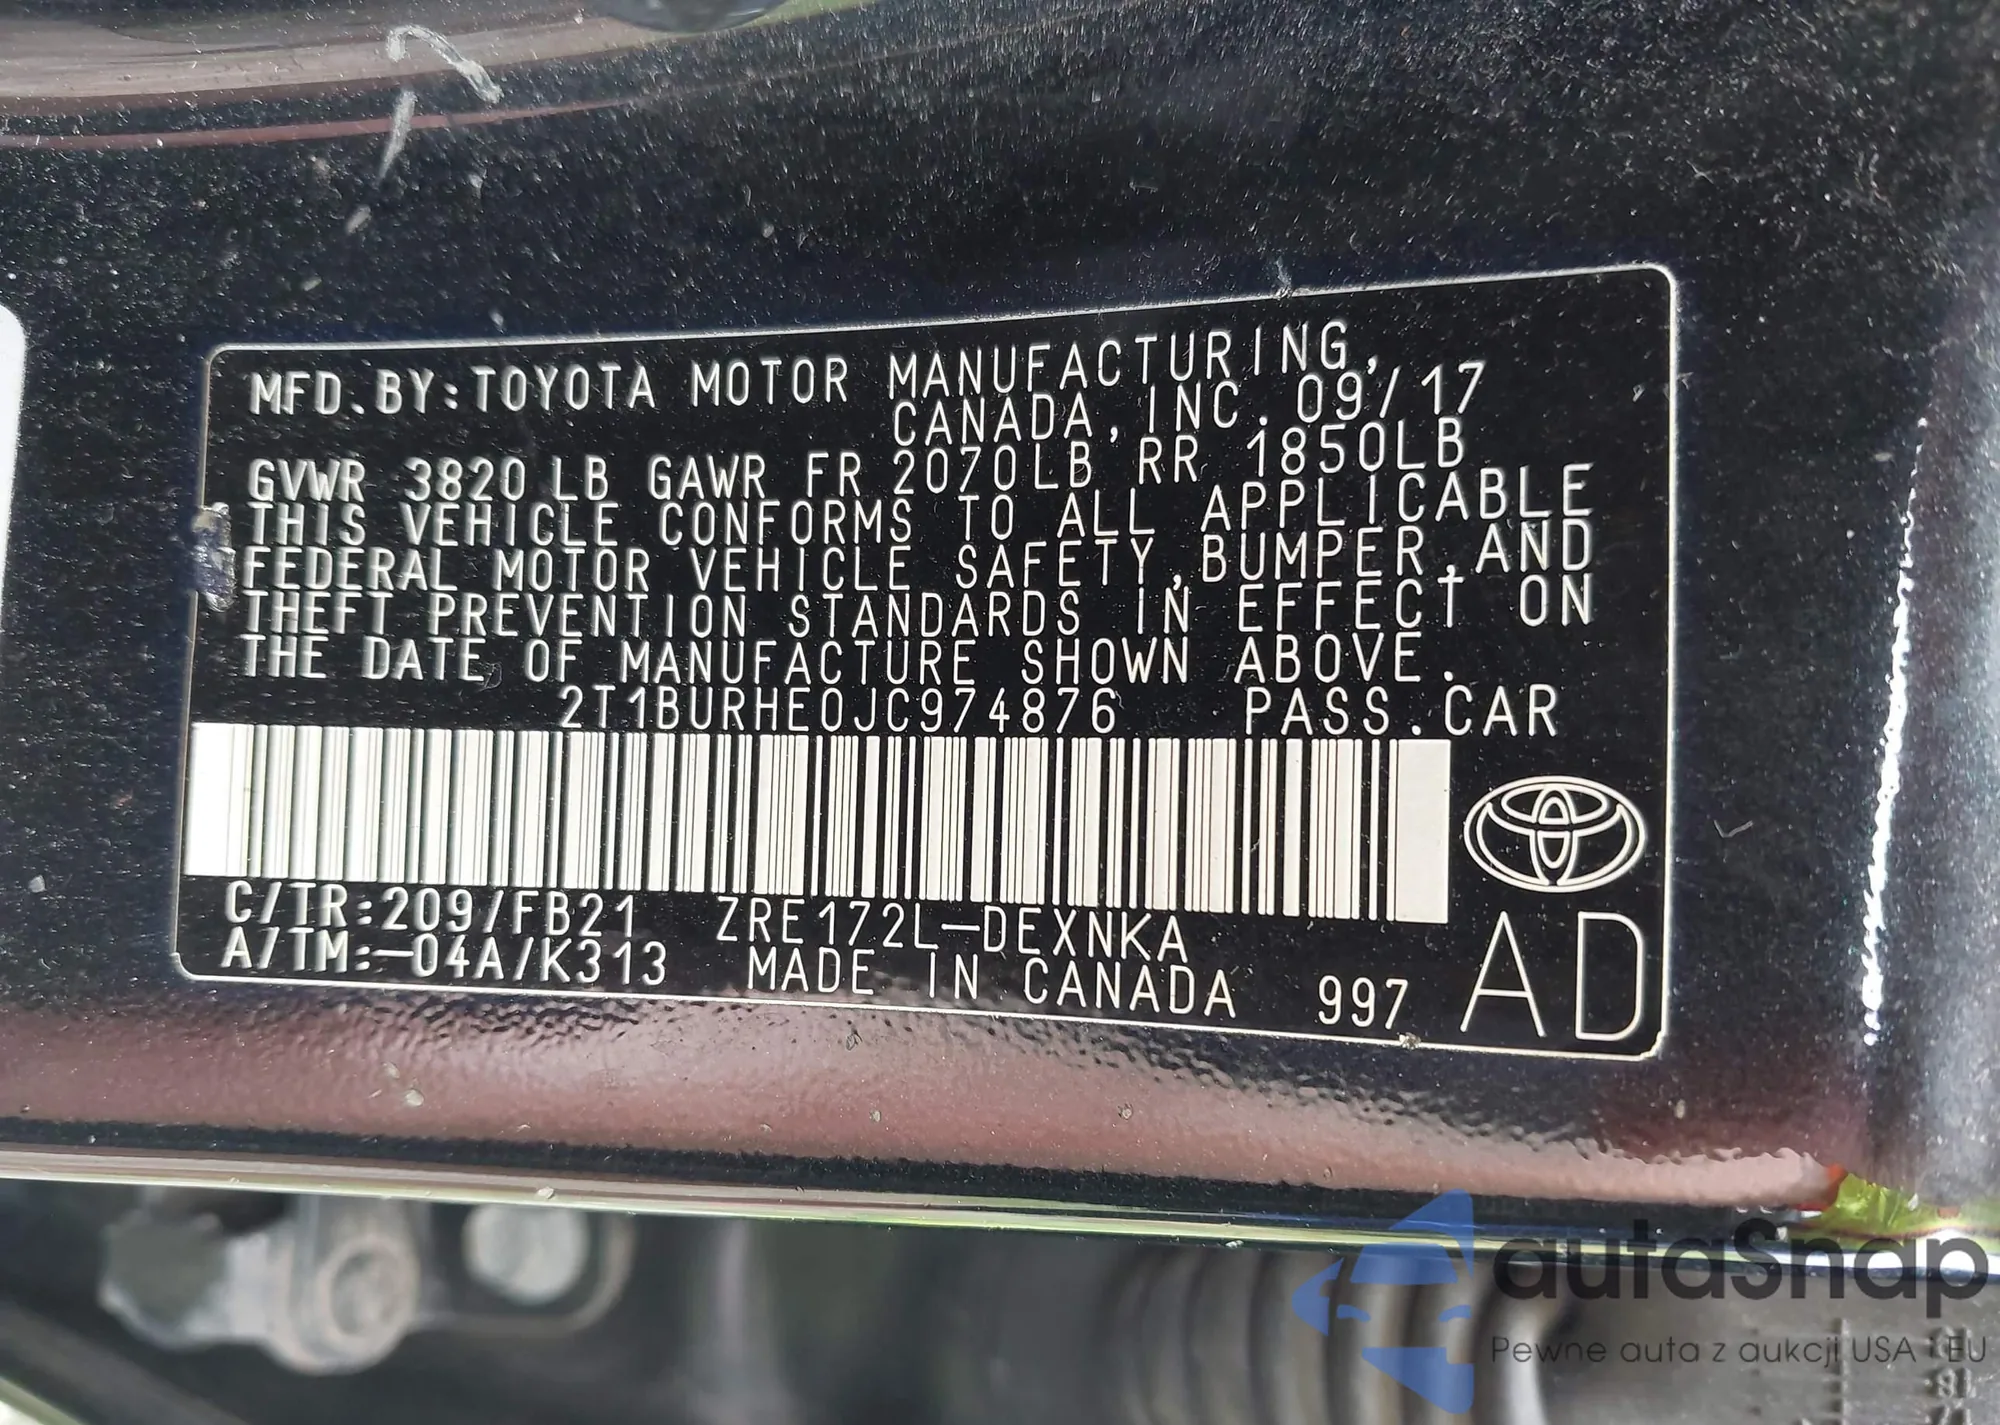 MFD. BY: TOYOTA MOTOR MANUFACTURING,
CANADA, INC. 09/17
GVWR 3820 LB GAWR FR 2070LB RR 1850LB
THIS VEHICLE CONFORMS TO ALL APPLICABLE
FEDERAL MOTOR VEHICLE SAFETY, BUMPER, AND
THEFT PREVENTION STANDARDS IN EFFECT ON
THE DATE OF MANUFACTURE SHOWN ABOVE.
2T1BURHE0JC974876 PASS. CAR
C/TR:209/FB21 ZRE172L-DEXNKA
A/TM:-04A/K313 MADE IN CANADA 997
AD
autaSnap
Pewne auta z aukcji USA i EU